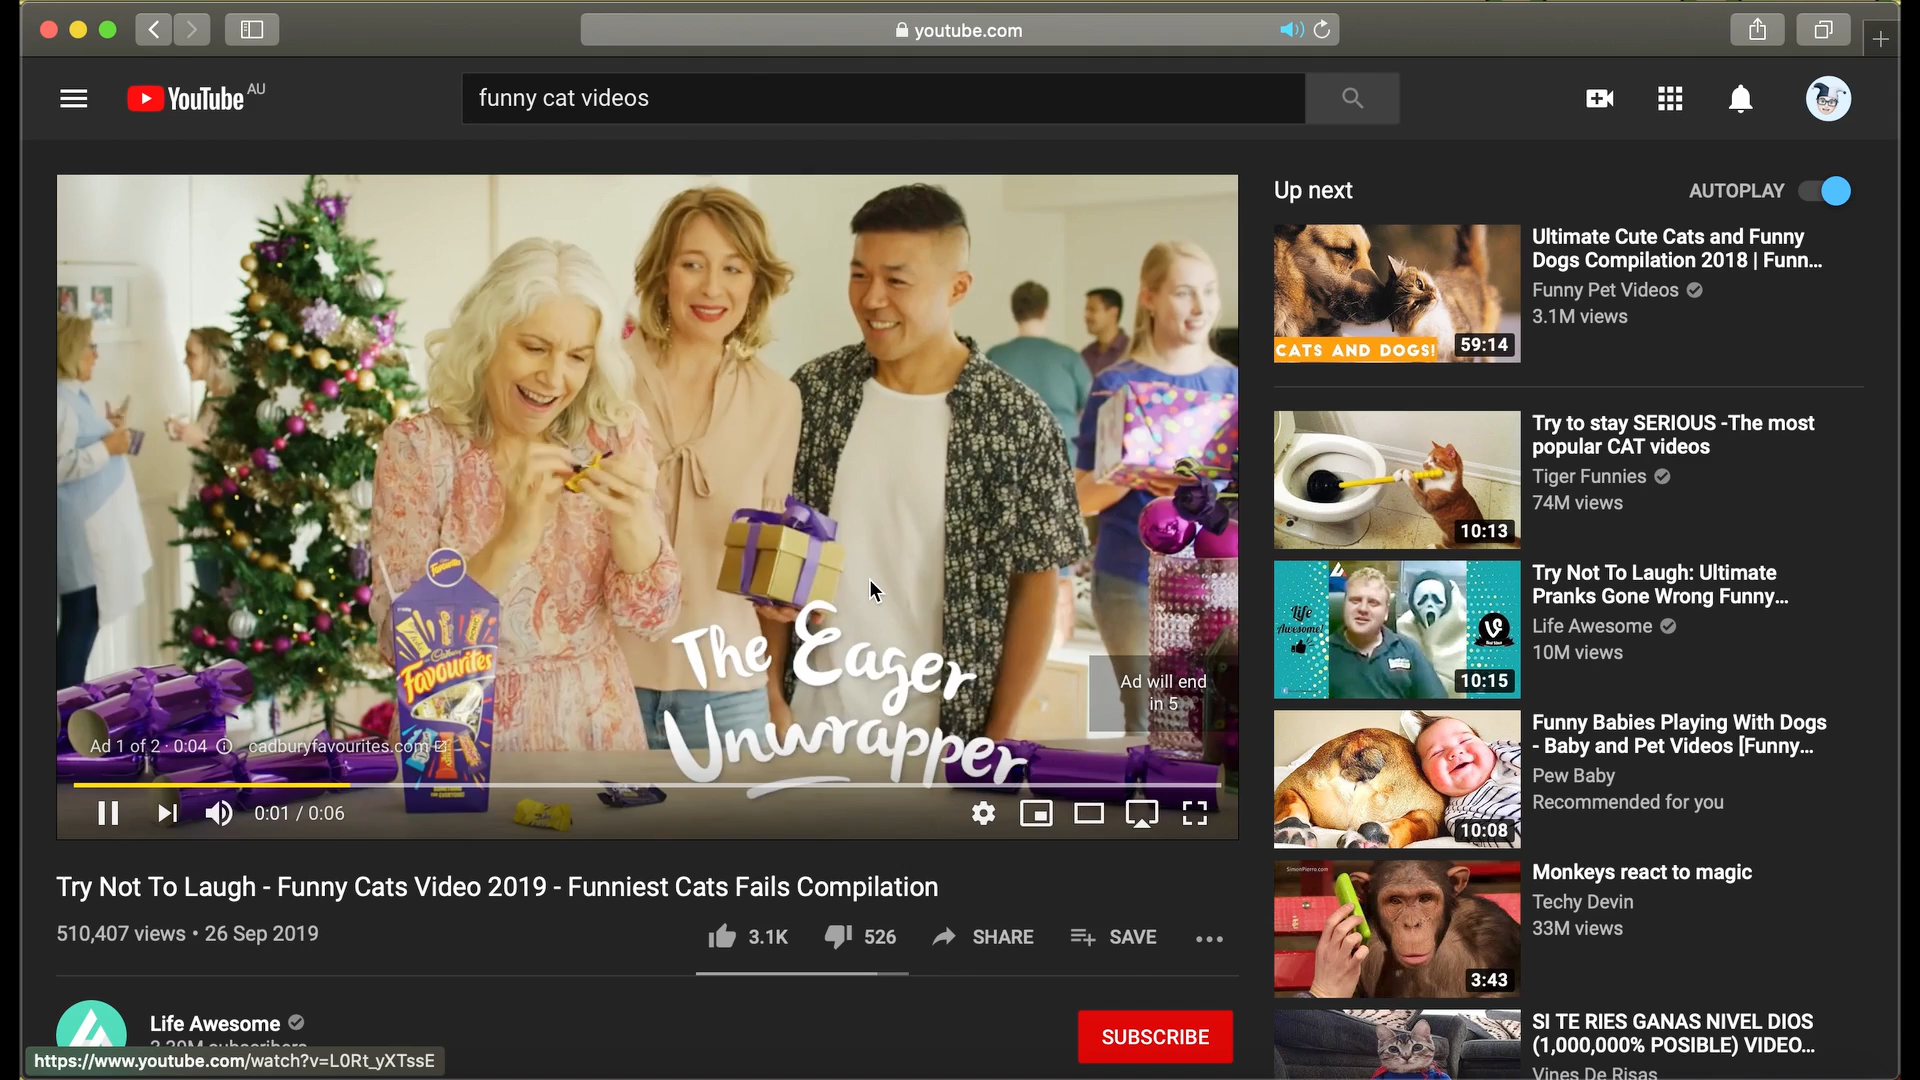 youtube.com
YouTube AU
funny cat videos
Up next
AUTOPLAY
Ultimate Cute Cats and Funny
Dogs Compilation 2018 | Funn...
Funny Pet Videos
3.1M views
CATS AND DOGS!
59:14
Try to stay SERIOUS -The most
popular CAT videos
Tiger Funnies
74M views
10:13
Try Not To Laugh: Ultimate
Pranks Gone Wrong Funny...
Life Awesome
10M views
Life
Awesome!
10:15
Funny Babies Playing With Dogs
- Baby and Pet Videos [Funny...
Pew Baby
Recommended for you
10:08
Monkeys react to magic
Techy Devin
33M views
SimonPierro.com
3:43
SI TE RIES GANAS NIVEL DIOS
(1,000,000% POSIBLE) VIDEO...
Vines De Risas
Favourites
Cadbury
Favourites
The Eager
Unwrapper
Ad will end
in 5
Ad 1 of 2 · 0:04
cadburyfavourites.com
0:01 / 0:06
Try Not To Laugh - Funny Cats Video 2019 - Funniest Cats Fails Compilation
510,407 views • 26 Sep 2019
3.1K
526
SHARE
SAVE
Life Awesome
SUBSCRIBE
https://www.youtube.com/watch?v=L0Rt_yXTssE